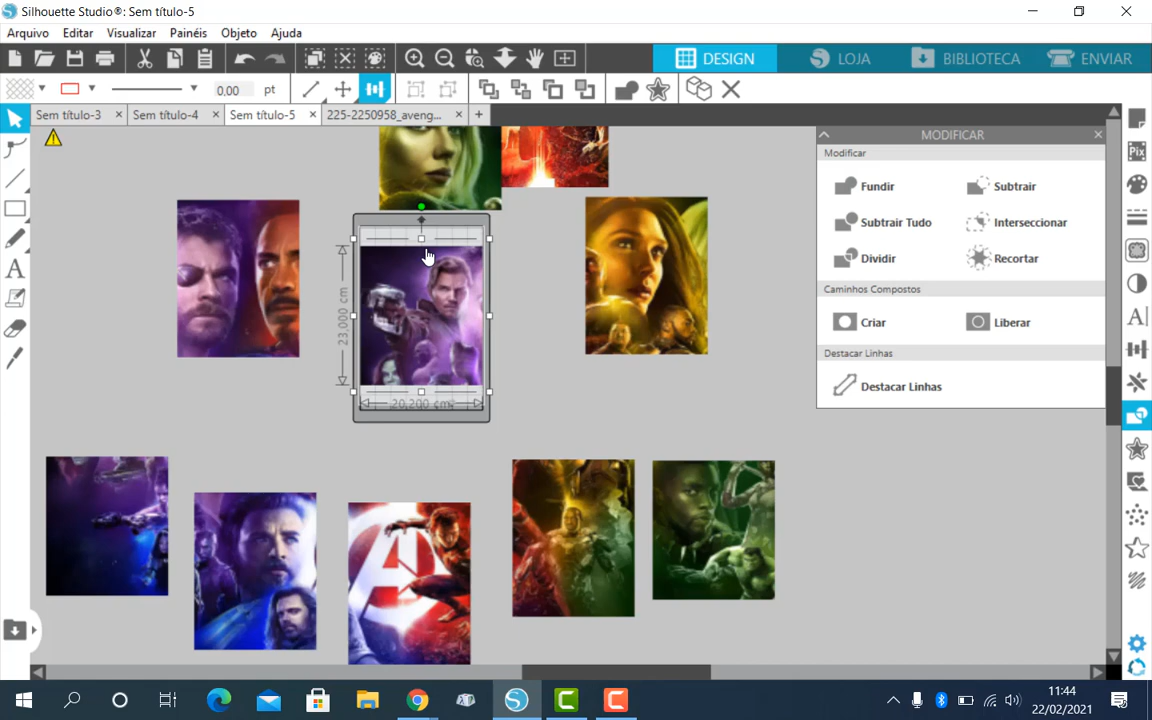 Silhouette Studio®: Sem título-5
Arquivo Editar Visualizar Painéis Objeto Ajuda
DESIGN LOJA BIBLIOTECA ENVIAR
0,00 pt
Sem título-3 Sem título-4 Sem título-5 225-2250958_aveng...
MODIFICAR
Modificar
Fundir Subtrair
Subtrair Tudo Interseccionar
Dividir Recortar
Caminhos Compostos
Criar Liberar
Destacar Linhas
Destacar Linhas
23,000 cm
20,200 cm
11:44
22/02/2021